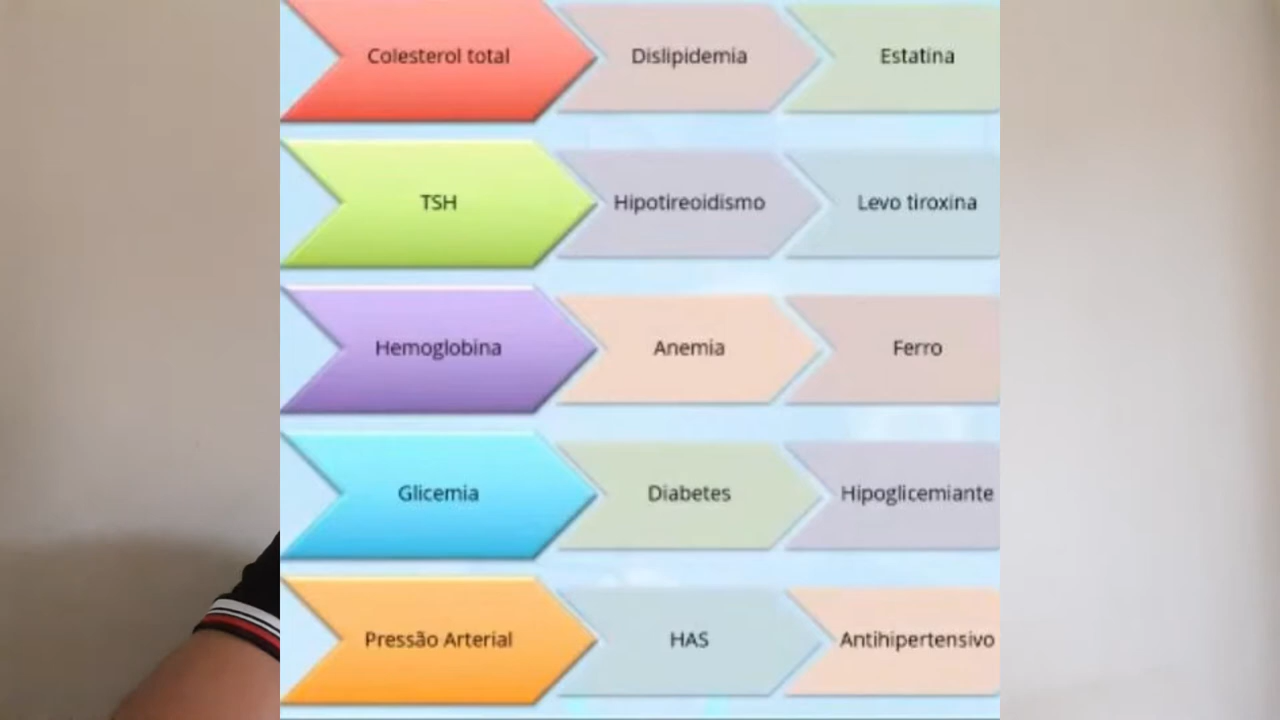 Colesterol total Dislipidemia Estatina
TSH Hipotireoidismo Levo tiroxina
Hemoglobina Anemia Ferro
Glicemia Diabetes Hipoglicemiante
Pressão Arterial HAS Antihipertensivo